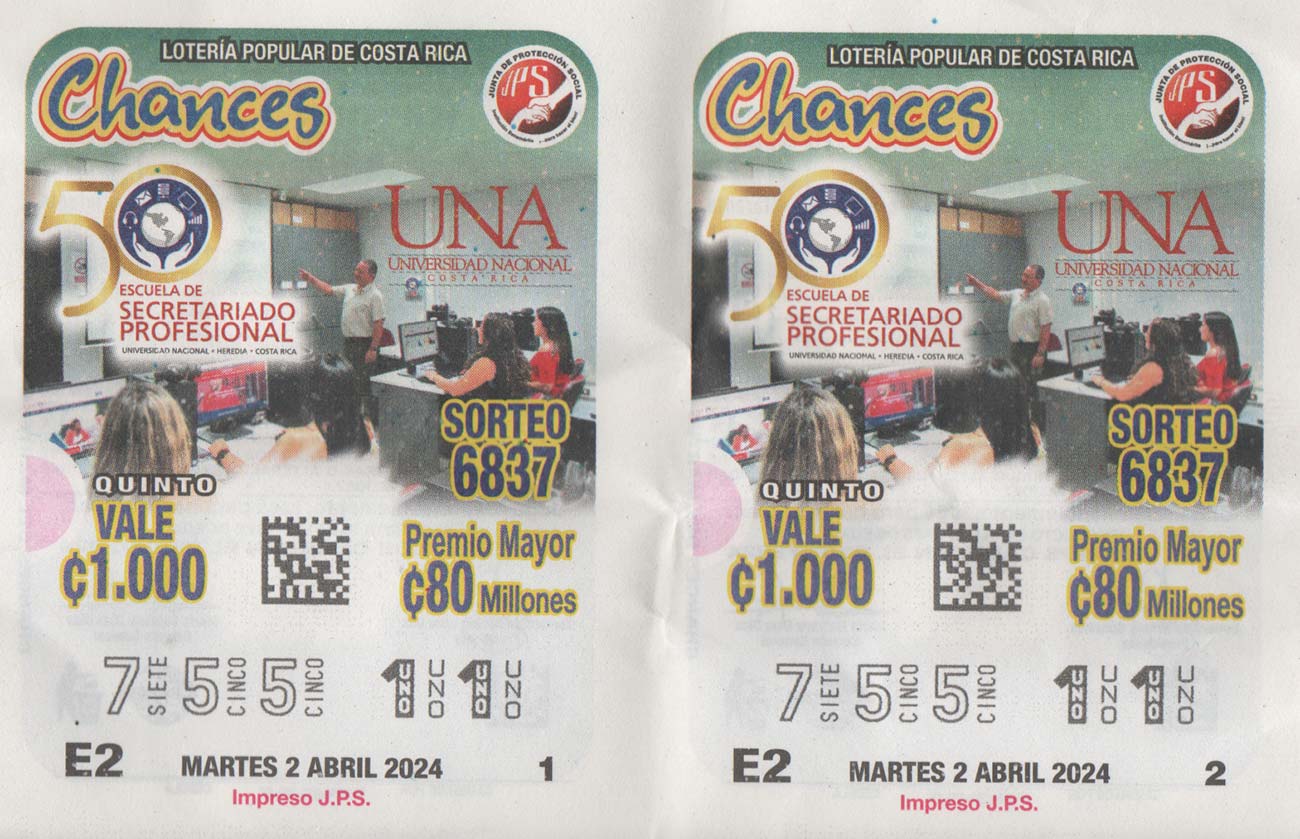 LOTERÍA POPULAR DE COSTA RICA
Chances
JUNTA DE PROTECCIÓN SOCIAL
JPS
50
UNA
UNIVERSIDAD NACIONAL
COSTA RICA
ESCUELA DE
SECRETARIADO
PROFESIONAL
UNIVERSIDAD NACIONAL • HEREDIA • COSTA RICA
SORTEO
6837
QUINTO
VALE
₡1.000
Premio Mayor
₡80 Millones
7 SIETE 5 CINCO 5 CINCO 1 UNO UNO 1 UNO UNO
E2 MARTES 2 ABRIL 2024 1
Impreso J.P.S.
LOTERÍA POPULAR DE COSTA RICA
Chances
JUNTA DE PROTECCIÓN SOCIAL
JPS
50
UNA
UNIVERSIDAD NACIONAL
COSTA RICA
ESCUELA DE
SECRETARIADO
PROFESIONAL
UNIVERSIDAD NACIONAL • HEREDIA • COSTA RICA
SORTEO
6837
QUINTO
VALE
₡1.000
Premio Mayor
₡80 Millones
7 SIETE 5 CINCO 5 CINCO 1 UNO UNO 1 UNO UNO
E2 MARTES 2 ABRIL 2024 2
Impreso J.P.S.